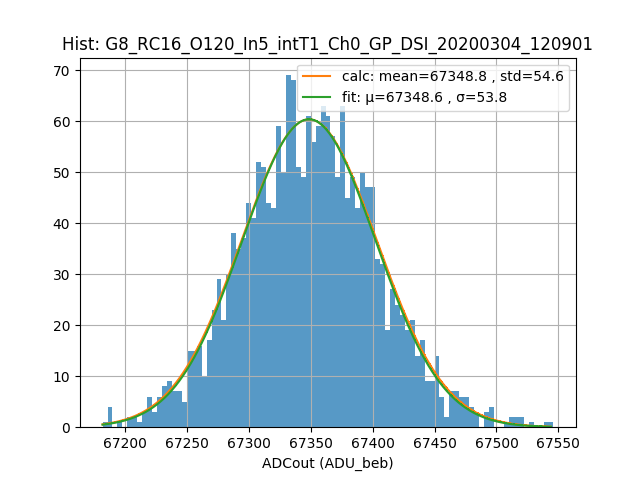 Hist: G8_RC16_O120_In5_intT1_Ch0_GP_DSI_20200304_120901
calc: mean=67348.8 , std=54.6
fit: μ=67348.6 , σ=53.8
70
60
50
40
30
20
10
0
67200 67250 67300 67350 67400 67450 67500 67550
ADCout (ADU_beb)